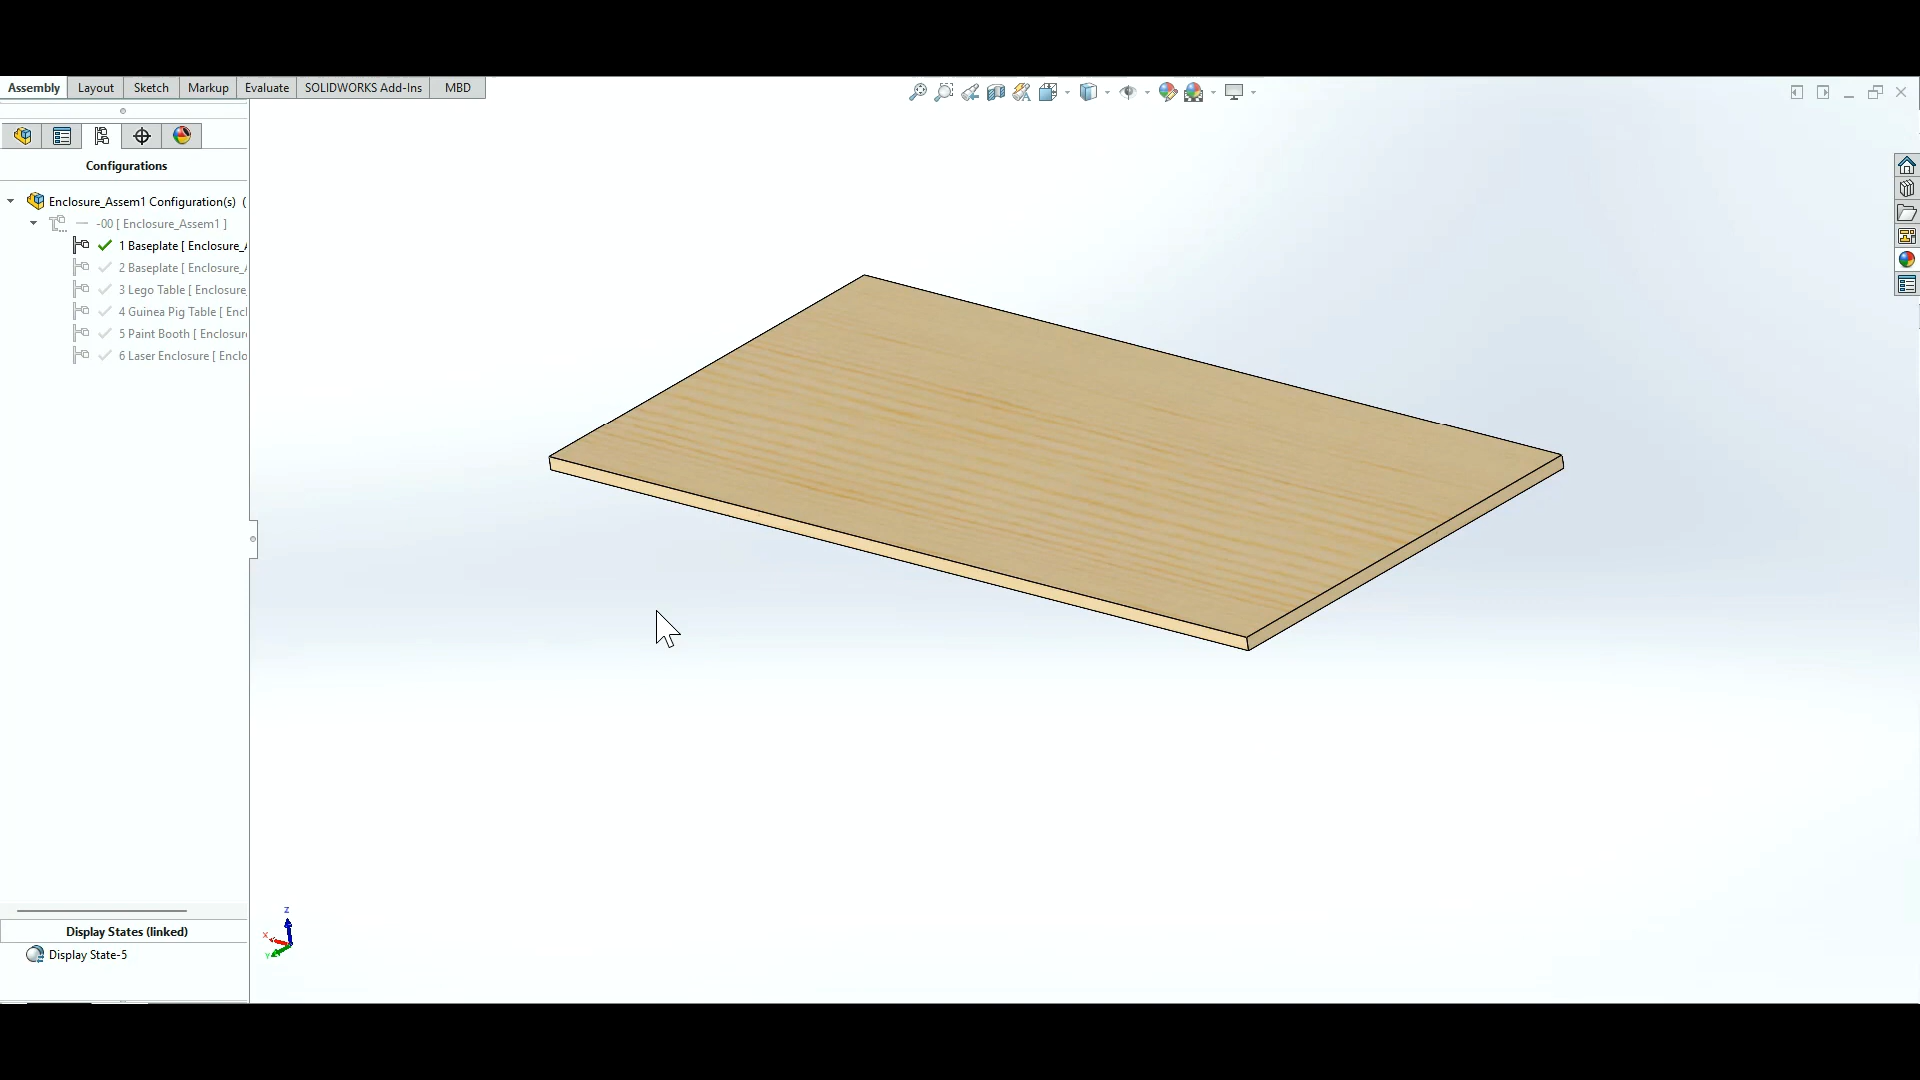 Assembly Layout Sketch Markup Evaluate SOLIDWORKS Add-Ins MBD
Configurations
Enclosure_Assem1 Configuration(s) (
-00 [ Enclosure_Assem1 ]
1 Baseplate [ Enclosure_A
2 Baseplate [ Enclosure_A
3 Lego Table [ Enclosure_
4 Guinea Pig Table [ Encl
5 Paint Booth [ Enclosure
6 Laser Enclosure [ Enclo
Z
X
Y
Display States (linked)
Display State-5